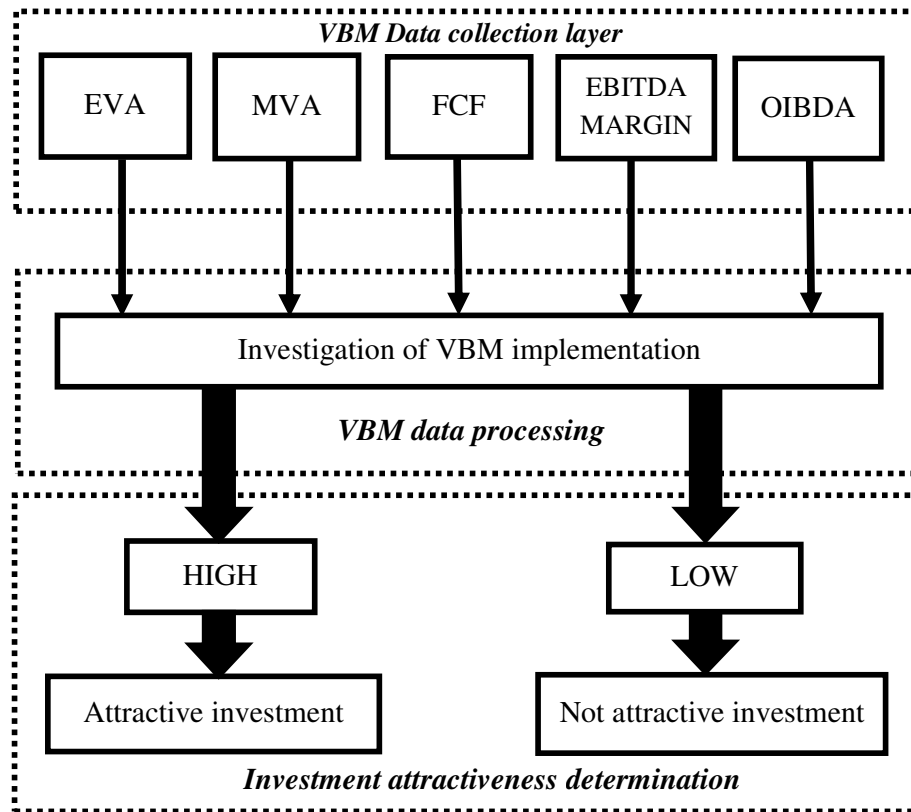 VBM Data collection layer
EVA
MVA
FCF
EBITDA
MARGIN
OIBDA
Investigation of VBM implementation
VBM data processing
HIGH
LOW
Attractive investment
Not attractive investment
Investment attractiveness determination